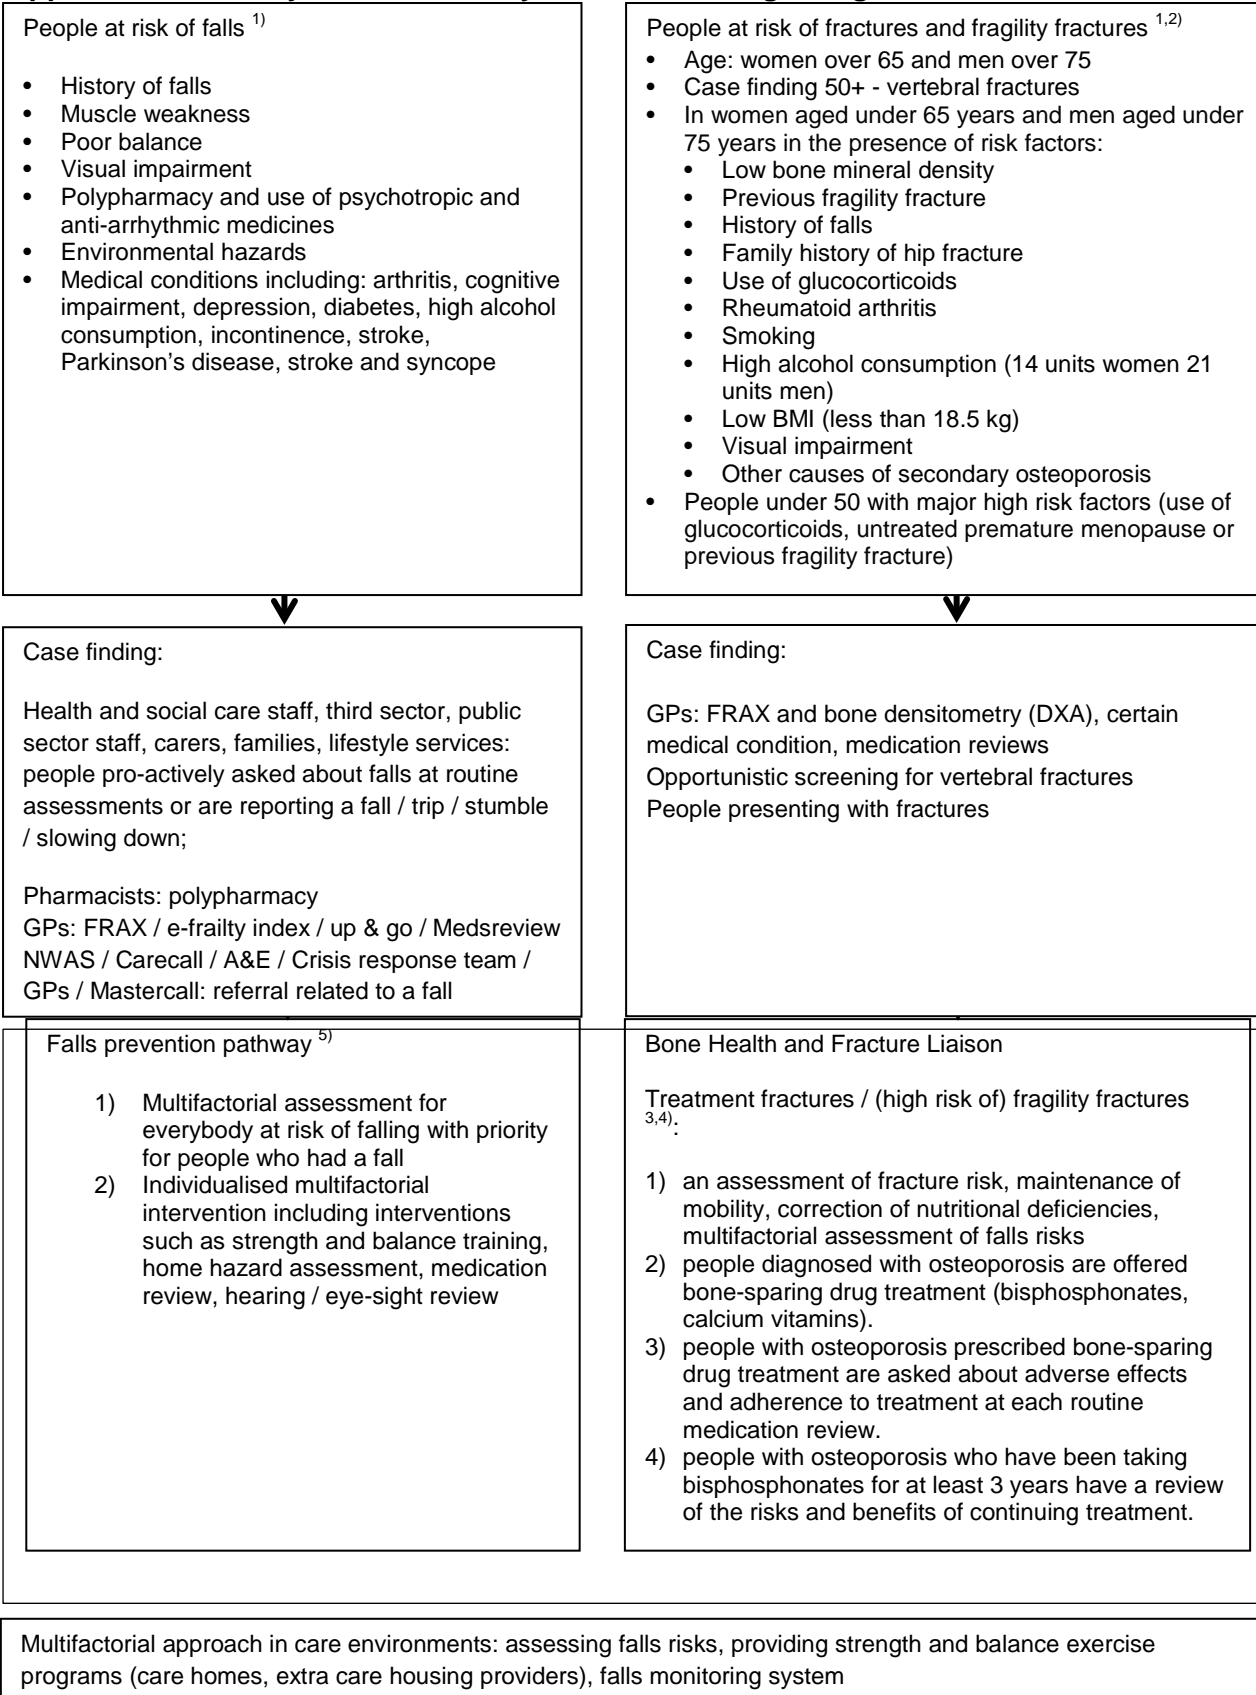 People at risk of falls 1)
• History of falls
• Muscle weakness
• Poor balance
• Visual impairment
• Polypharmacy and use of psychotropic and
anti-arrhythmic medicines
• Environmental hazards
• Medical conditions including: arthritis, cognitive
impairment, depression, diabetes, high alcohol
consumption, incontinence, stroke,
Parkinson’s disease, stroke and syncope
People at risk of fractures and fragility fractures 1,2)
• Age: women over 65 and men over 75
• Case finding 50+ - vertebral fractures
• In women aged under 65 years and men aged under
75 years in the presence of risk factors:
• Low bone mineral density
• Previous fragility fracture
• History of falls
• Family history of hip fracture
• Use of glucocorticoids
• Rheumatoid arthritis
• Smoking
• High alcohol consumption (14 units women 21
units men)
• Low BMI (less than 18.5 kg)
• Visual impairment
• Other causes of secondary osteoporosis
• People under 50 with major high risk factors (use of
glucocorticoids, untreated premature menopause or
previous fragility fracture)
Case finding:
Health and social care staff, third sector, public
sector staff, carers, families, lifestyle services:
people pro-actively asked about falls at routine
assessments or are reporting a fall / trip / stumble
/ slowing down;
Pharmacists: polypharmacy
GPs: FRAX / e-frailty index / up & go / Medsreview
NWAS / Carecall / A&E / Crisis response team /
GPs / Mastercall: referral related to a fall
Case finding:
GPs: FRAX and bone densitometry (DXA), certain
medical condition, medication reviews
Opportunistic screening for vertebral fractures
People presenting with fractures
Falls prevention pathway 5)
1) Multifactorial assessment for
everybody at risk of falling with priority
for people who had a fall
2) Individualised multifactorial
intervention including interventions
such as strength and balance training,
home hazard assessment, medication
review, hearing / eye-sight review
Bone Health and Fracture Liaison
Treatment fractures / (high risk of) fragility fractures
3,4):
1) an assessment of fracture risk, maintenance of
mobility, correction of nutritional deficiencies,
multifactorial assessment of falls risks
2) people diagnosed with osteoporosis are offered
bone-sparing drug treatment (bisphosphonates,
calcium vitamins).
3) people with osteoporosis prescribed bone-sparing
drug treatment are asked about adverse effects
and adherence to treatment at each routine
medication review.
4) people with osteoporosis who have been taking
bisphosphonates for at least 3 years have a review
of the risks and benefits of continuing treatment.
Multifactorial approach in care environments: assessing falls risks, providing strength and balance exercise
programs (care homes, extra care housing providers), falls monitoring system